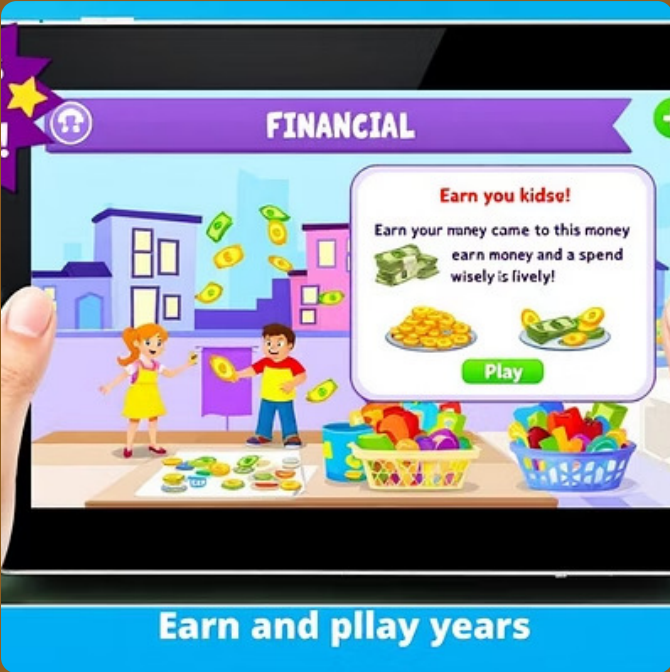 !
FINANCIAL
Earn you kidse!
Earn your muney came to this money
earn money and a spend
wisely is lively!
Play
Earn and pllay years